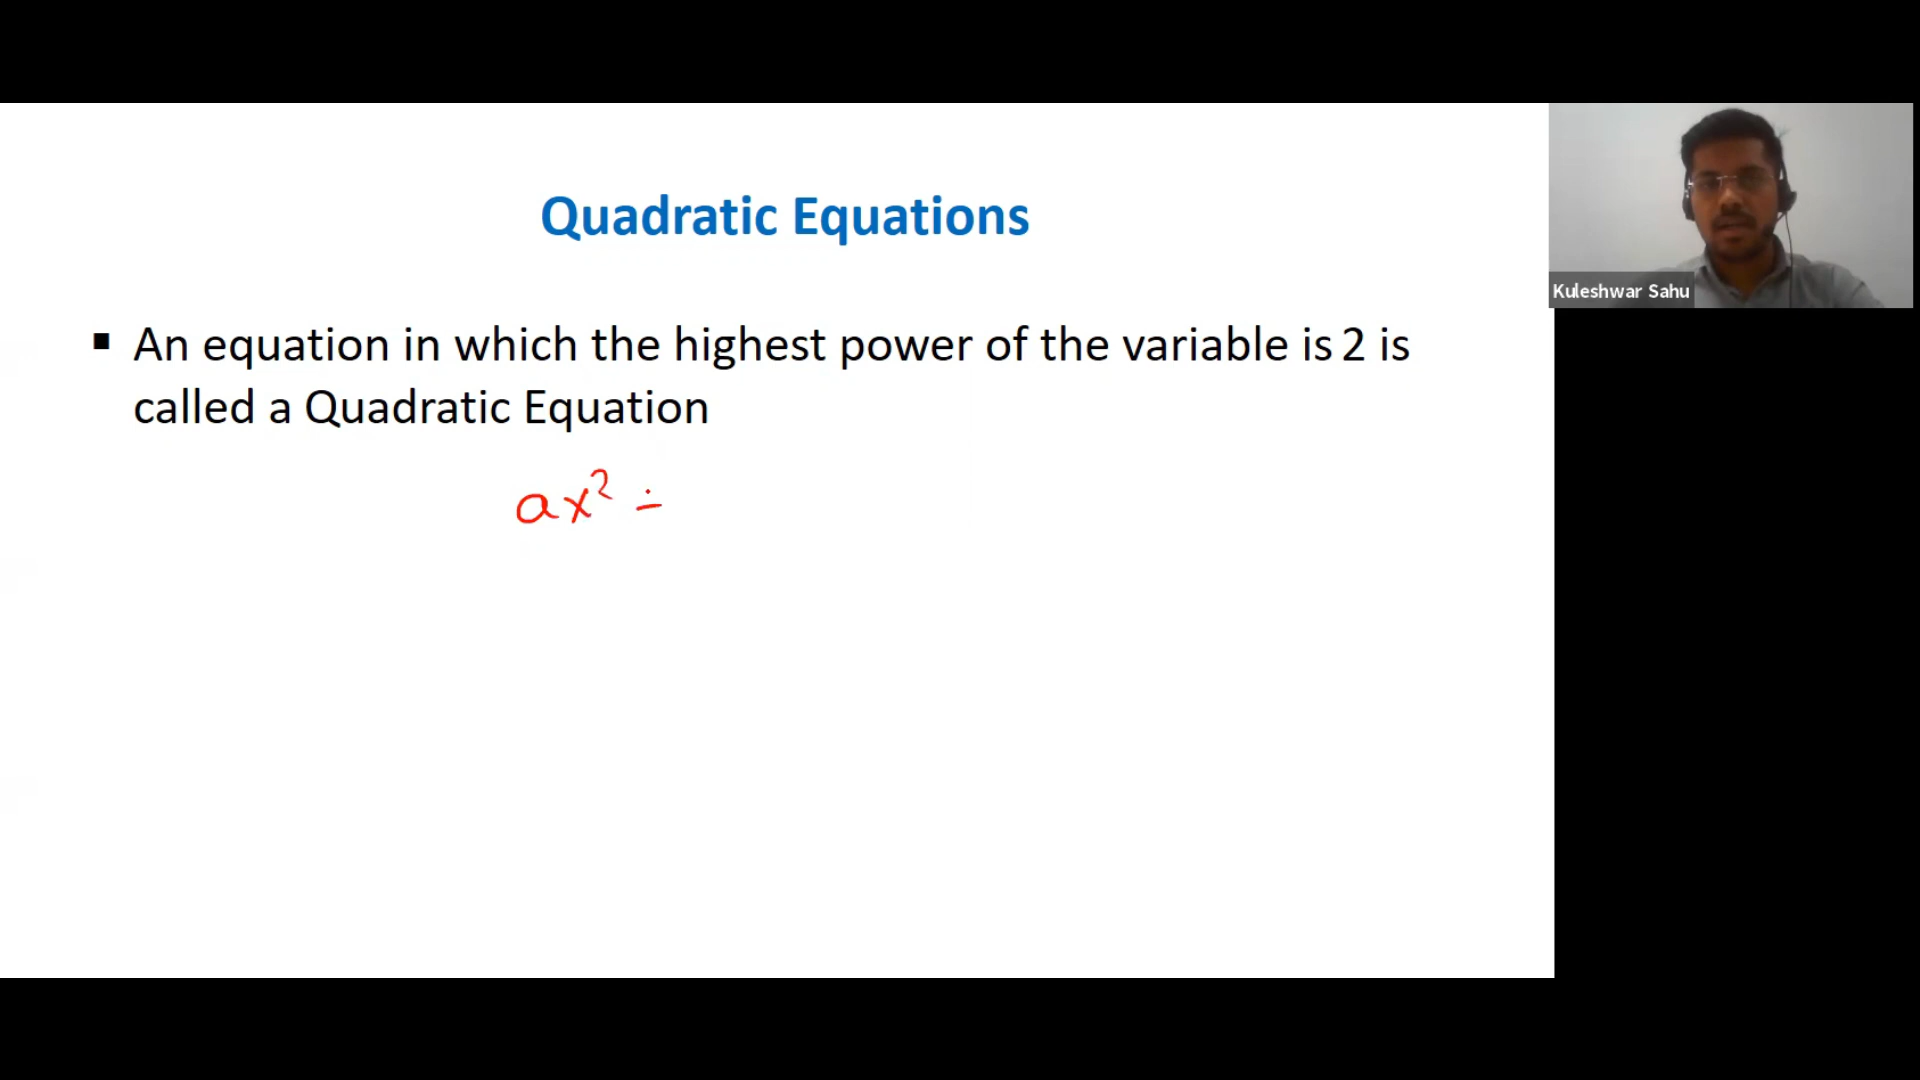 Quadratic Equations
Kuleshwar Sahu
▪ An equation in which the highest power of the variable is 2 is
called a Quadratic Equation
ax² ÷